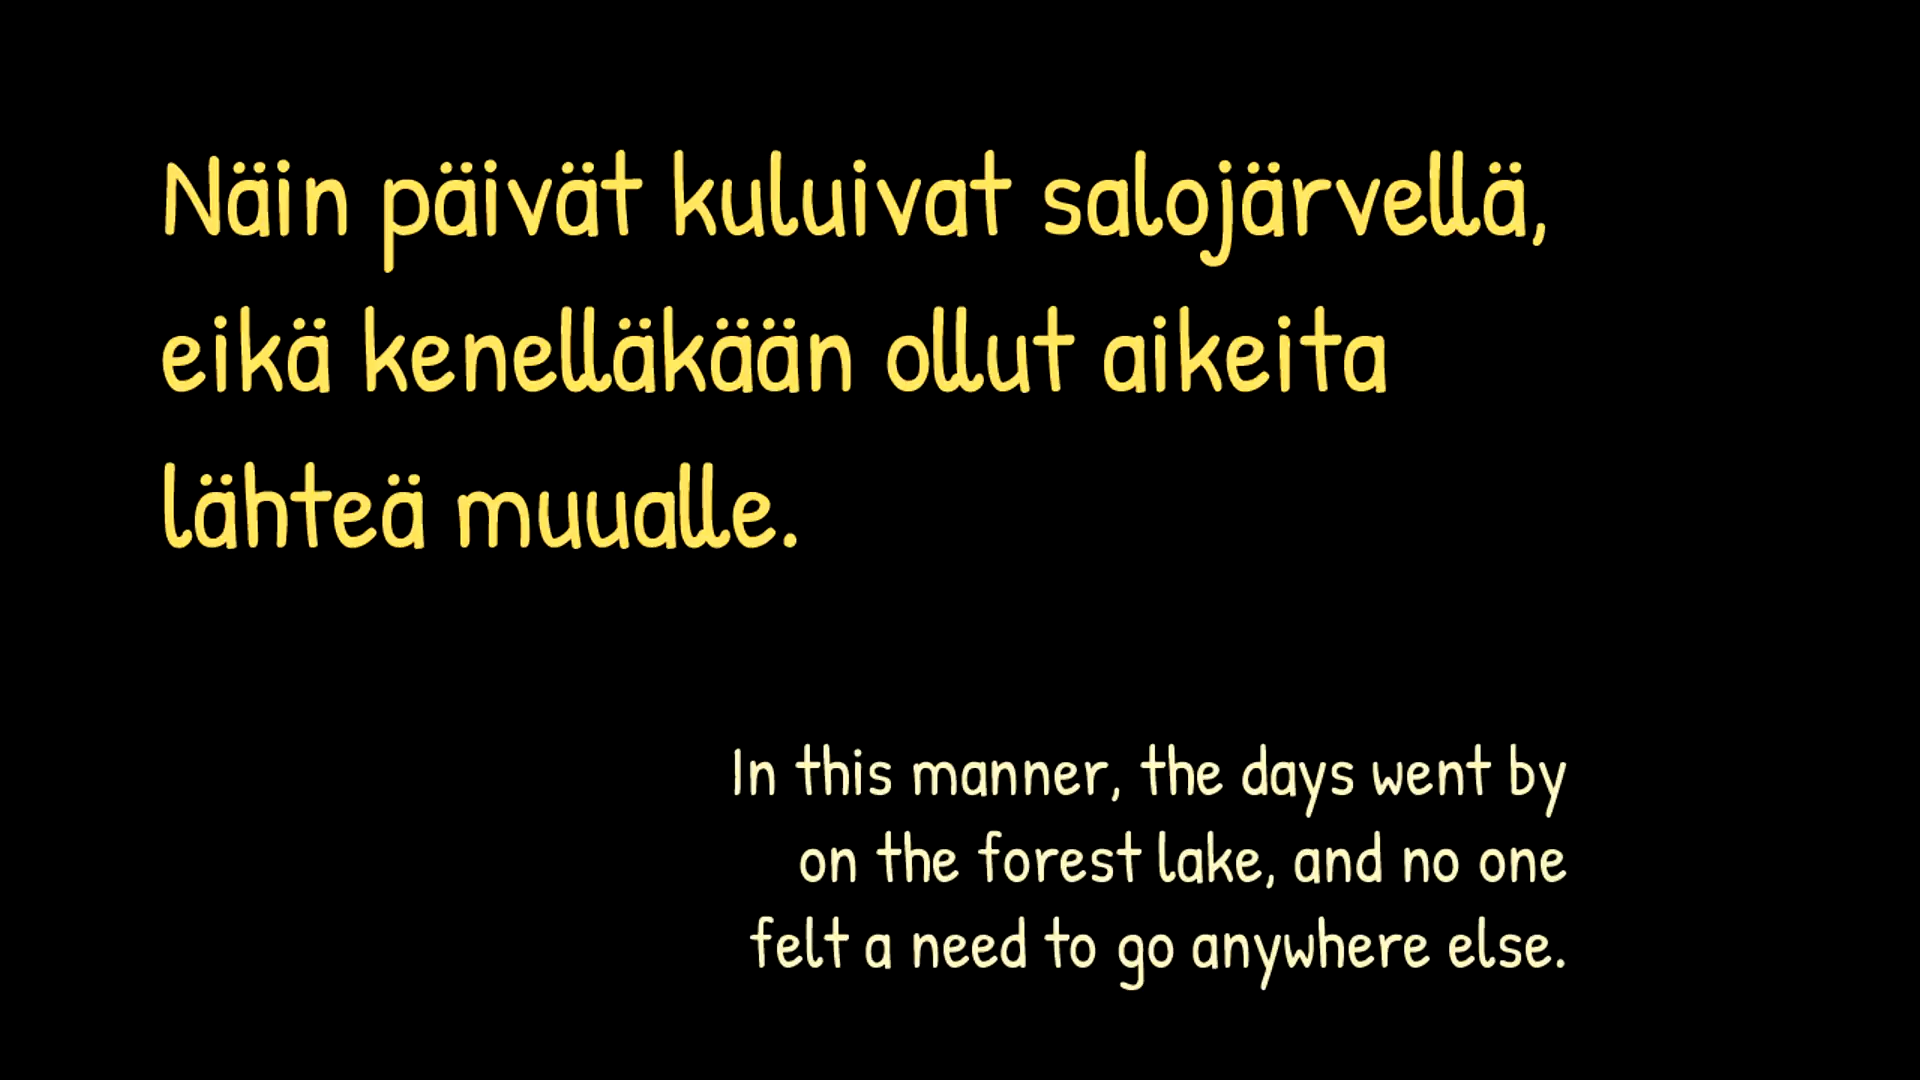 Näin päivät kuluivat salojärvellä,
eikä kenelläkään ollut aikeita
lähteä muualle.
In this manner, the days went by
on the forest lake, and no one
felt a need to go anywhere else.